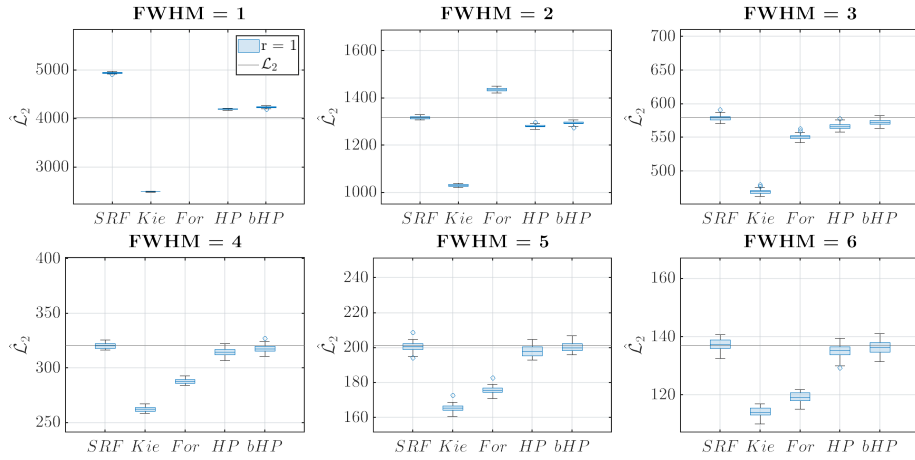 FWHM = 1
5000
4000
3000
L̂₂
r = 1
ℒ₂
SRF Kie For HP bHP
FWHM = 2
1600
1400
1200
1000
L̂₂
SRF Kie For HP bHP
FWHM = 3
700
650
600
550
500
L̂₂
SRF Kie For HP bHP
FWHM = 4
400
350
300
250
L̂₂
SRF Kie For HP bHP
FWHM = 5
240
220
200
180
160
L̂₂
SRF Kie For HP bHP
FWHM = 6
160
140
120
L̂₂
SRF Kie For HP bHP